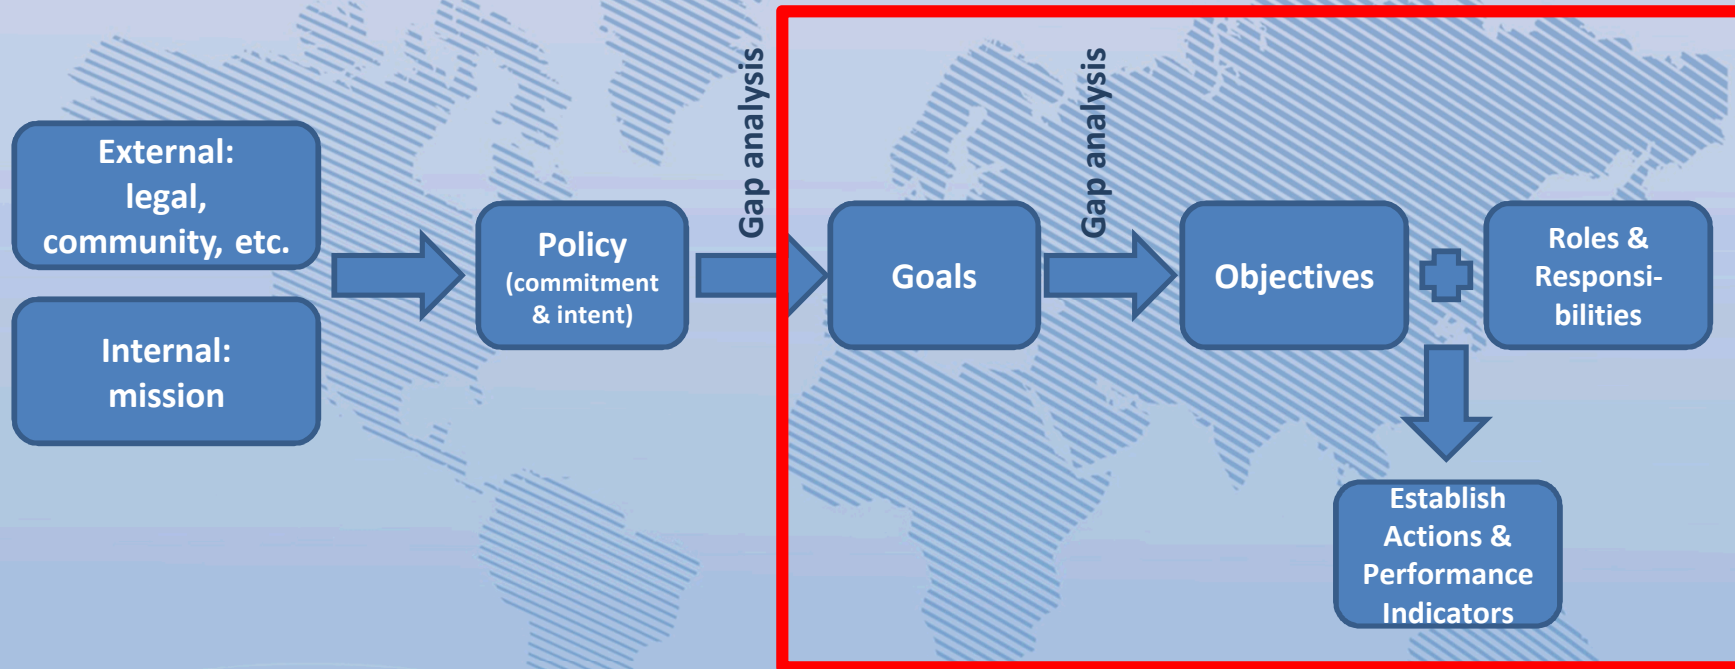 External:
legal,
community, etc.
Internal:
mission
Policy
(commitment
& intent)
Gap analysis
Goals
Gap analysis
Objectives
Roles &
Responsi-
bilities
Establish
Actions &
Performance
Indicators